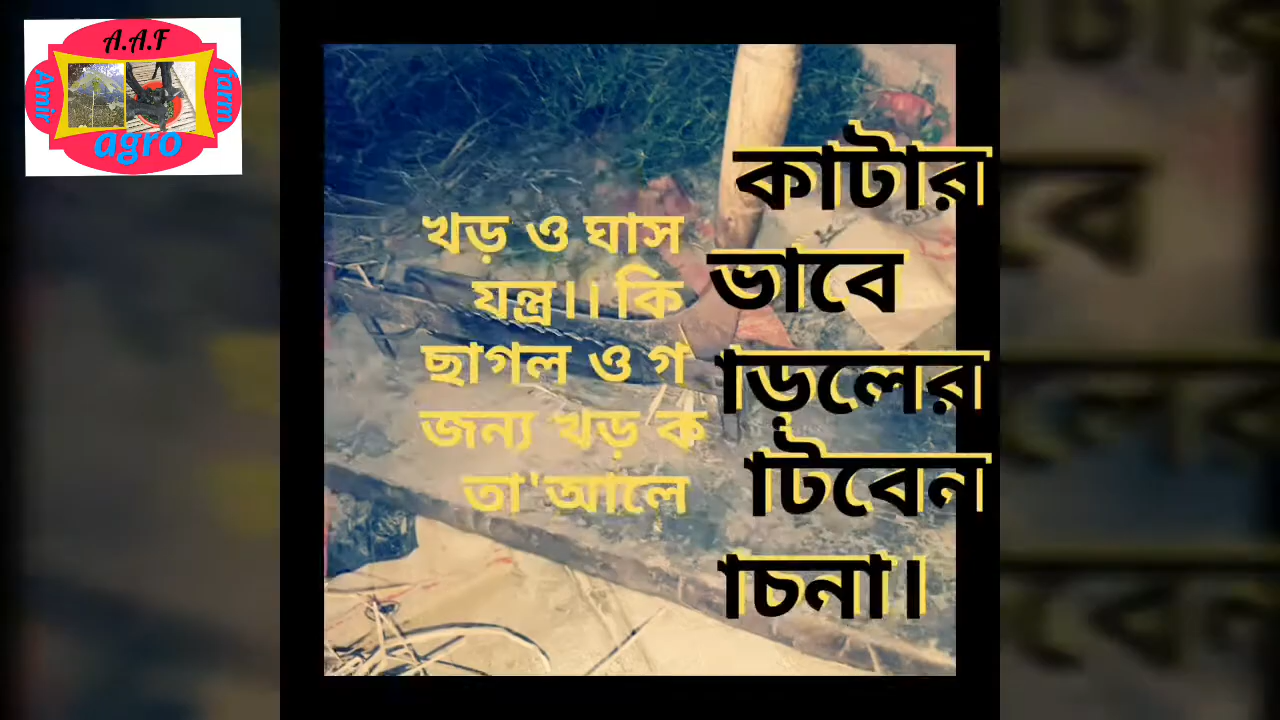 A.A.F
Amir
farm
agro
খড় ও ঘাস কাটার
যন্ত্র।। কি ভাবে
ছাগল ও গাড়লের
জন্য খড় কাটিবেন
তা'আলোচনা।